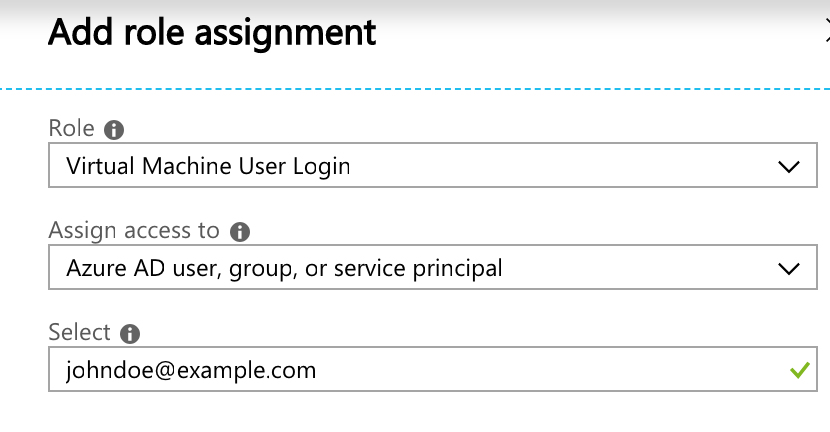 Add role assignment
Role
Virtual Machine User Login
Assign access to
Azure AD user, group, or service principal
Select
johndoe@example.com